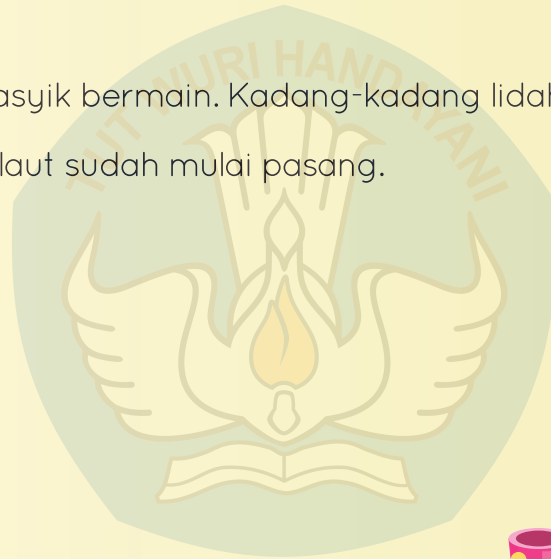 TUT WURI HANDAYANI
asyik bermain. Kadang-kadang lidah
laut sudah mulai pasang.